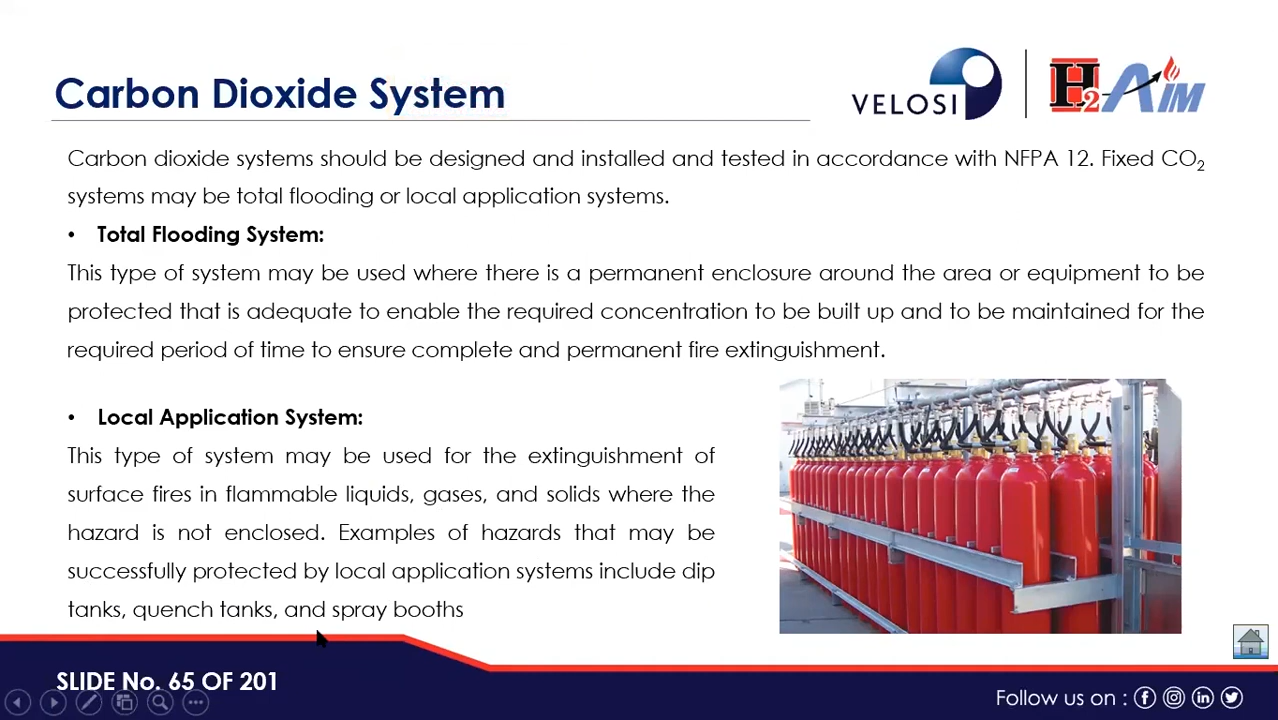 Carbon Dioxide System
VELOSI
H2AIM
Carbon dioxide systems should be designed and installed and tested in accordance with NFPA 12. Fixed CO₂
systems may be total flooding or local application systems.
• Total Flooding System:
This type of system may be used where there is a permanent enclosure around the area or equipment to be
protected that is adequate to enable the required concentration to be built up and to be maintained for the
required period of time to ensure complete and permanent fire extinguishment.
• Local Application System:
This type of system may be used for the extinguishment of
surface fires in flammable liquids, gases, and solids where the
hazard is not enclosed. Examples of hazards that may be
successfully protected by local application systems include dip
tanks, quench tanks, and spray booths
SLIDE No. 65 OF 201
Follow us on :